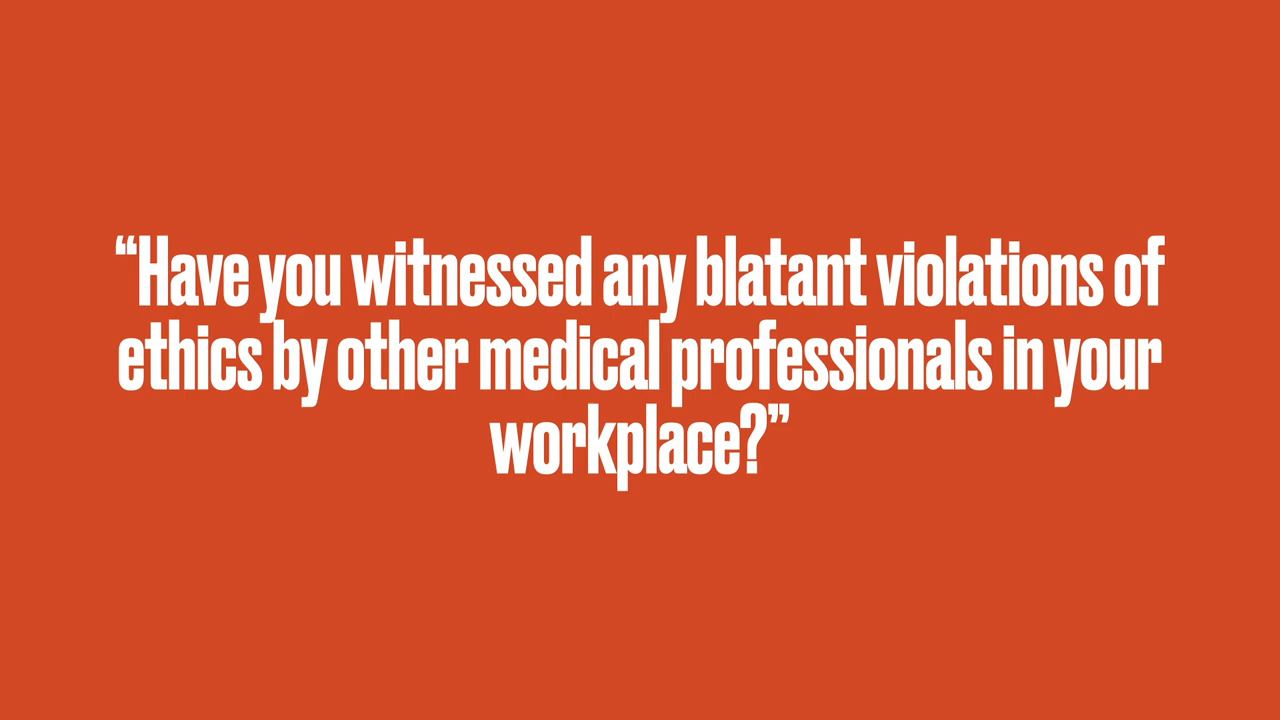 “Have you witnessed any blatant violations of
ethics by other medical professionals in your
workplace?”